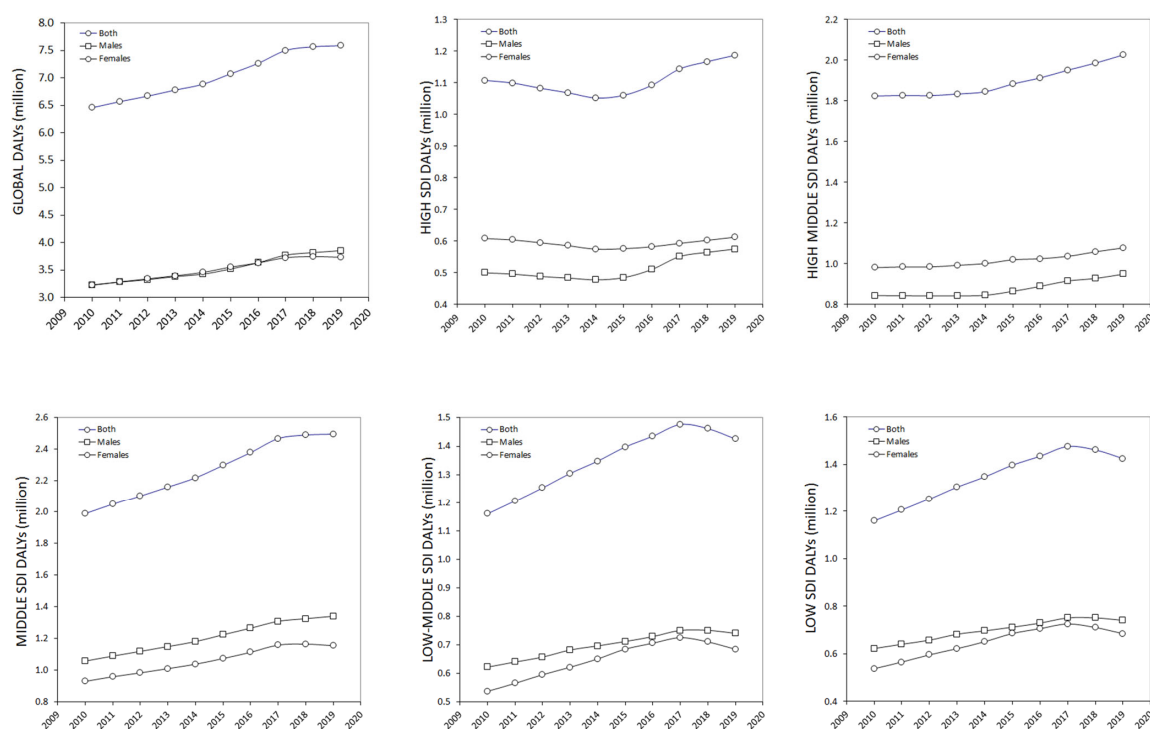 GLOBAL DALYs (million)
8.0
7.5
7.0
6.5
6.0
5.5
5.0
4.5
4.0
3.5
3.0
Both
Males
Females
2009 2010 2011 2012 2013 2014 2015 2016 2017 2018 2019 2020
HIGH SDI DALYs (million)
1.3
1.2
1.1
1.0
0.9
0.8
0.7
0.6
0.5
0.4
Both
Males
Females
2009 2010 2011 2012 2013 2014 2015 2016 2017 2018 2019 2020
HIGH MIDDLE SDI DALYs (million)
2.2
2.0
1.8
1.6
1.4
1.2
1.0
0.8
Both
Males
Females
2009 2010 2011 2012 2013 2014 2015 2016 2017 2018 2019 2020
MIDDLE SDI DALYs (million)
2.6
2.4
2.2
2.0
1.8
1.6
1.4
1.2
1.0
0.8
Both
Males
Females
2009 2010 2011 2012 2013 2014 2015 2016 2017 2018 2019 2020
LOW-MIDDLE SDI DALYs (million)
1.5
1.4
1.3
1.2
1.1
1.0
0.9
0.8
0.7
0.6
0.5
Both
Males
Females
2009 2010 2011 2012 2013 2014 2015 2016 2017 2018 2019 2020
LOW SDI DALYs (million)
1.6
1.4
1.2
1.0
0.8
0.6
0.4
Both
Males
Females
2009 2010 2011 2012 2013 2014 2015 2016 2017 2018 2019 2020